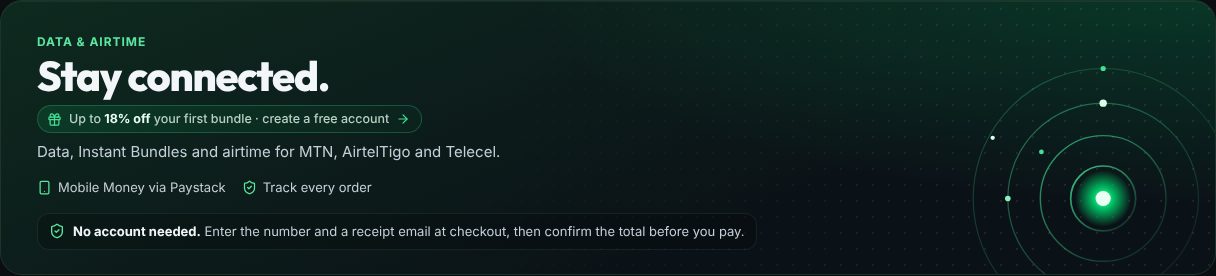 DATA & AIRTIME
Stay connected.
Up to 18% off your first bundle · create a free account →
Data, Instant Bundles and airtime for MTN, AirtelTigo and Telecel.
Mobile Money via Paystack Track every order
No account needed. Enter the number and a receipt email at checkout, then confirm the total before you pay.